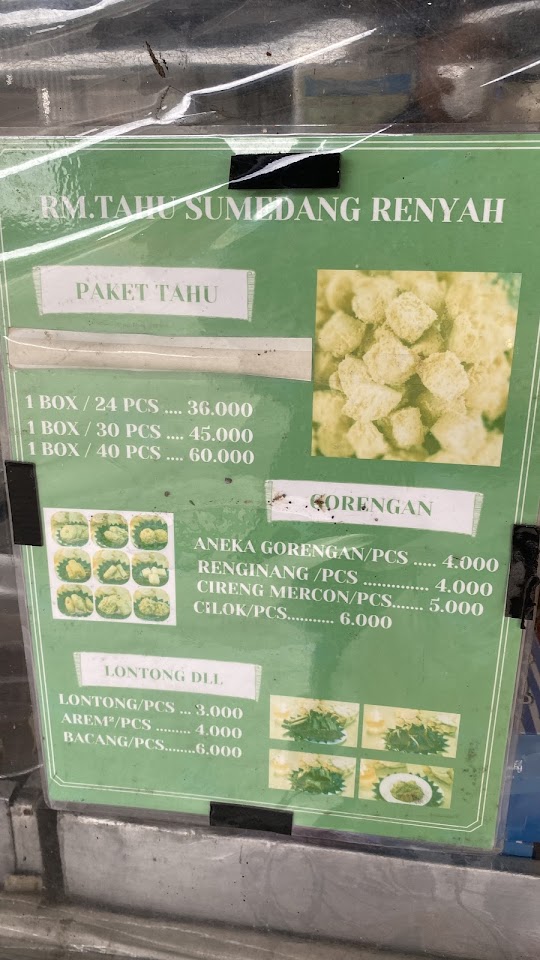 RM.TAHU SUMEDANG RENYAH
PAKET TAHU
1 BOX / 24 PCS .... 36.000
1 BOX / 30 PCS .... 45.000
1 BOX / 40 PCS .... 60.000
GORENGAN
ANEKA GORENGAN/PCS ..... 4.000
RENGINANG /PCS .............. 4.000
CIRENG MERCON/PCS....... 5.000
CILOK/PCS........... 6.000
LONTONG DLL
LONTONG/PCS ... 3.000
AREM²/PCS ......... 4.000
BACANG/PCS........6.000